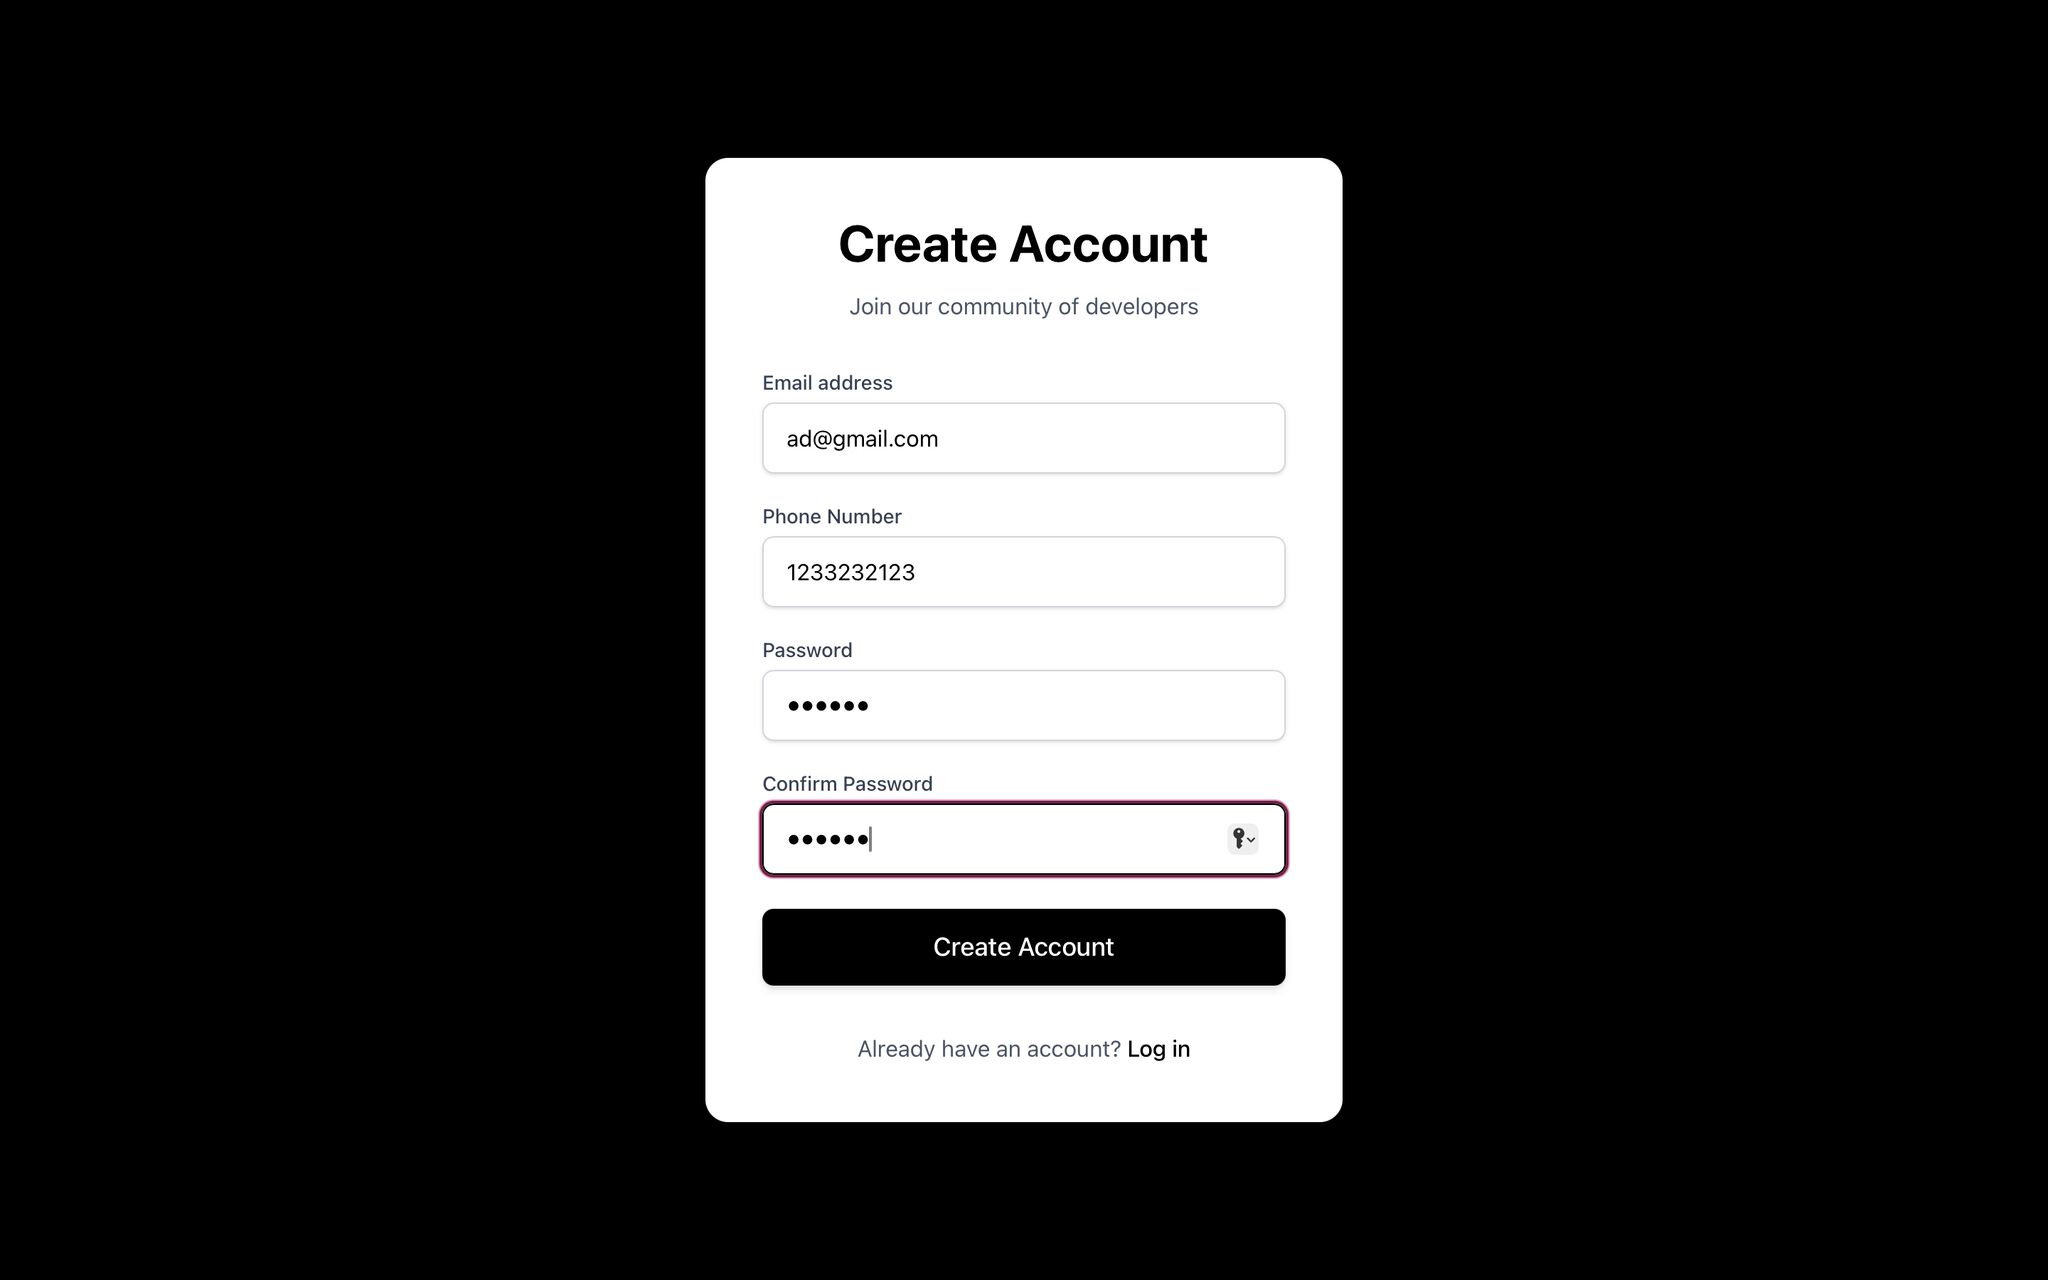 Create Account
Join our community of developers
Email address
ad@gmail.com
Phone Number
1233232123
Password
••••••
Confirm Password
••••••
Create Account
Already have an account? Log in